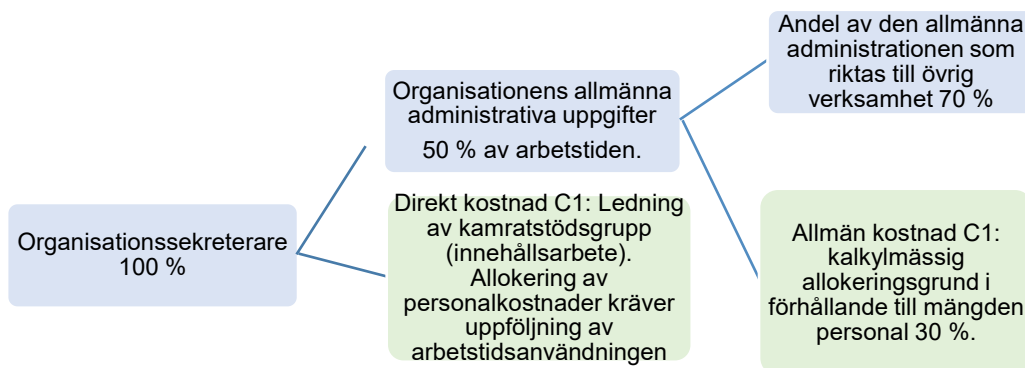 Organisationssekreterare
100 %
Organisationens allmänna
administrativa uppgifter
50 % av arbetstiden.
Direkt kostnad C1: Ledning
av kamratstödsgrupp
(innehållsarbete).
Allokering av
personalkostnader kräver
uppföljning av
arbetstidsanvändningen
Andel av den allmänna
administrationen som
riktas till övrig
verksamhet 70 %
Allmän kostnad C1:
kalkylmässig
allokeringsgrund i
förhållande till mängden
personal 30 %.